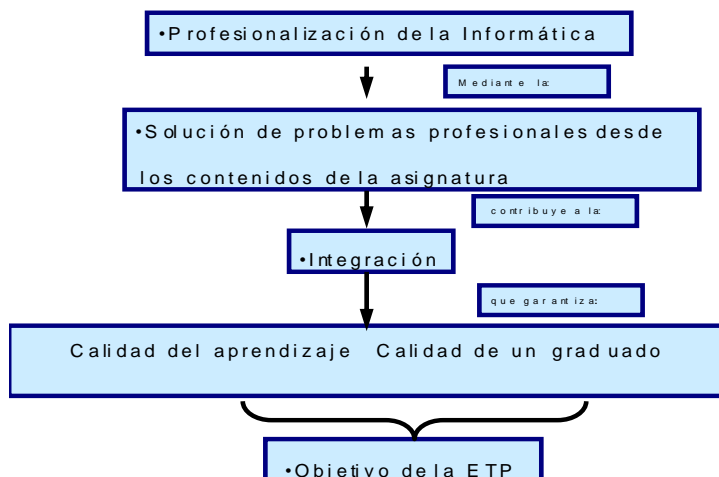 •Profesionalización de la Informática
Mediante la:
•Solución de problemas profesionales desde
los contenidos de la asignatura
contribuye a la:
•Integración
que garantiza:
Calidad del aprendizaje Calidad de un graduado
•Objetivo de la ETP